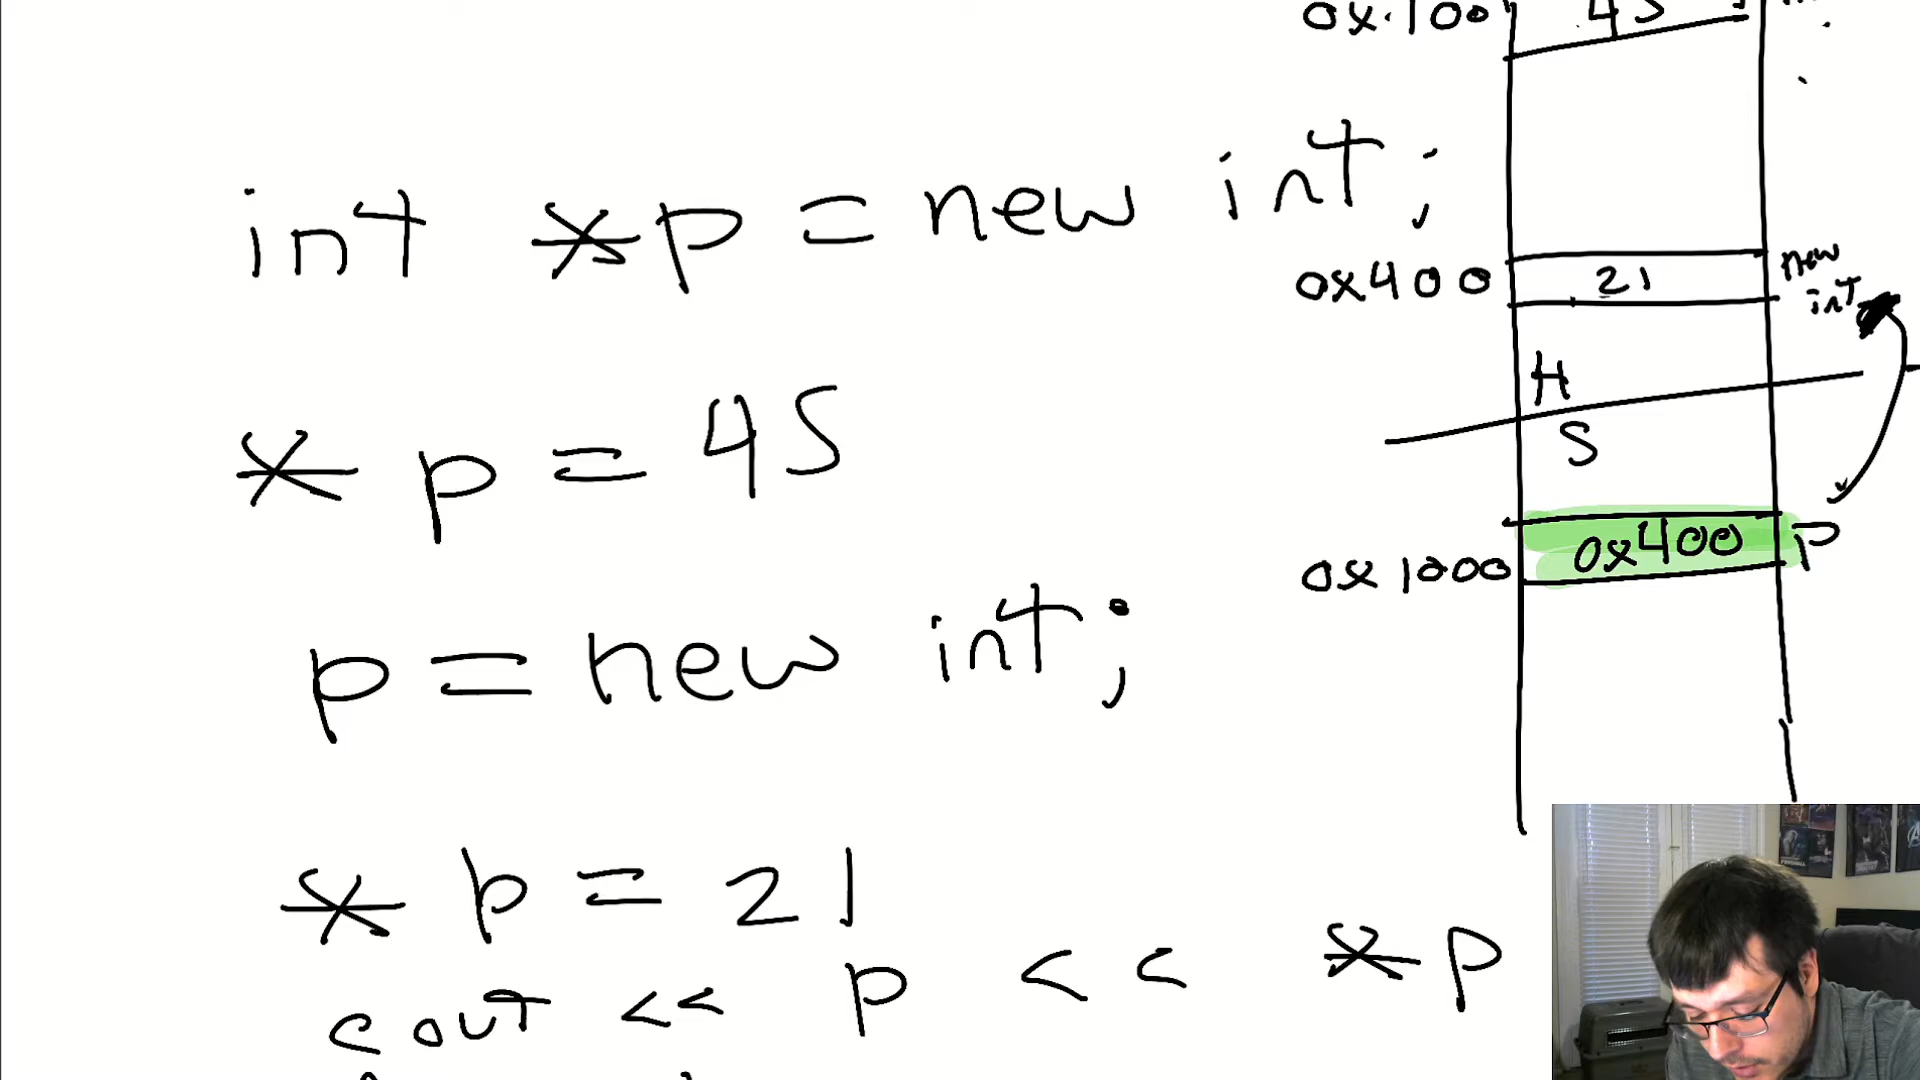 int *p = new int;
* p = 45
p = new int;
* p = 21
cout << p << *p
0x100 45
0x400 21 new int
H
S
0x1000 0x400 P